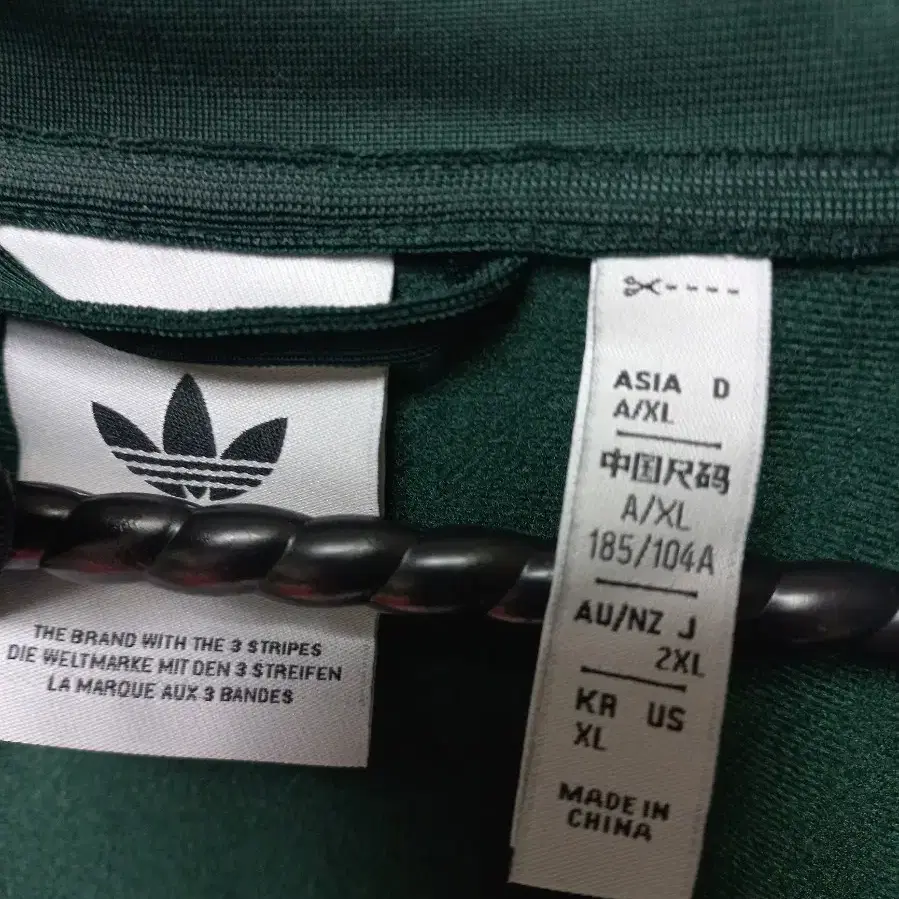 THE BRAND WITH THE 3 STRIPES
DIE WELTMARKE MIT DEN 3 STREIFEN
LA MARQUE AUX 3 BANDES
ASIA D
A/XL
中国尺码
A/XL
185/104A
AU/NZ J
2XL
KR US
XL
MADE IN
CHINA